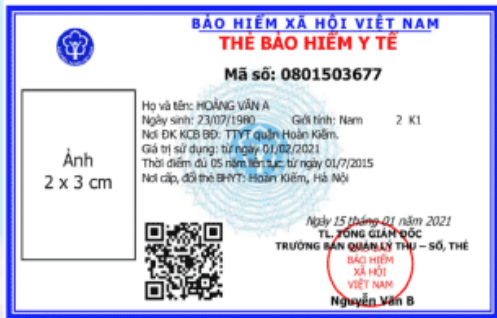 BẢO HIỂM XÃ HỘI VIỆT NAM
THẺ BẢO HIỂM Y TẾ
Mã số: 0801503677
Họ và tên: HOÀNG VĂN A
Ngày sinh: 23/07/1980 Giới tính: Nam 2 K1
Nơi ĐK KCB BĐ: TTYT quận Hoàn Kiếm.
Giá trị sử dụng: từ ngày 01/02/2021
Thời điểm đủ 05 năm liên tục: từ ngày 01/7/2015
Nơi cấp, đổi thẻ BHYT: Hoàn Kiếm, Hà Nội
Ảnh
2 x 3 cm
Ngày 15 tháng 01 năm 2021
TL. TỔNG GIÁM ĐỐC
TRƯỞNG BAN QUẢN LÝ THU – SỔ, THẺ
BẢO HIỂM
XÃ HỘI
VIỆT NAM
Nguyễn Văn B